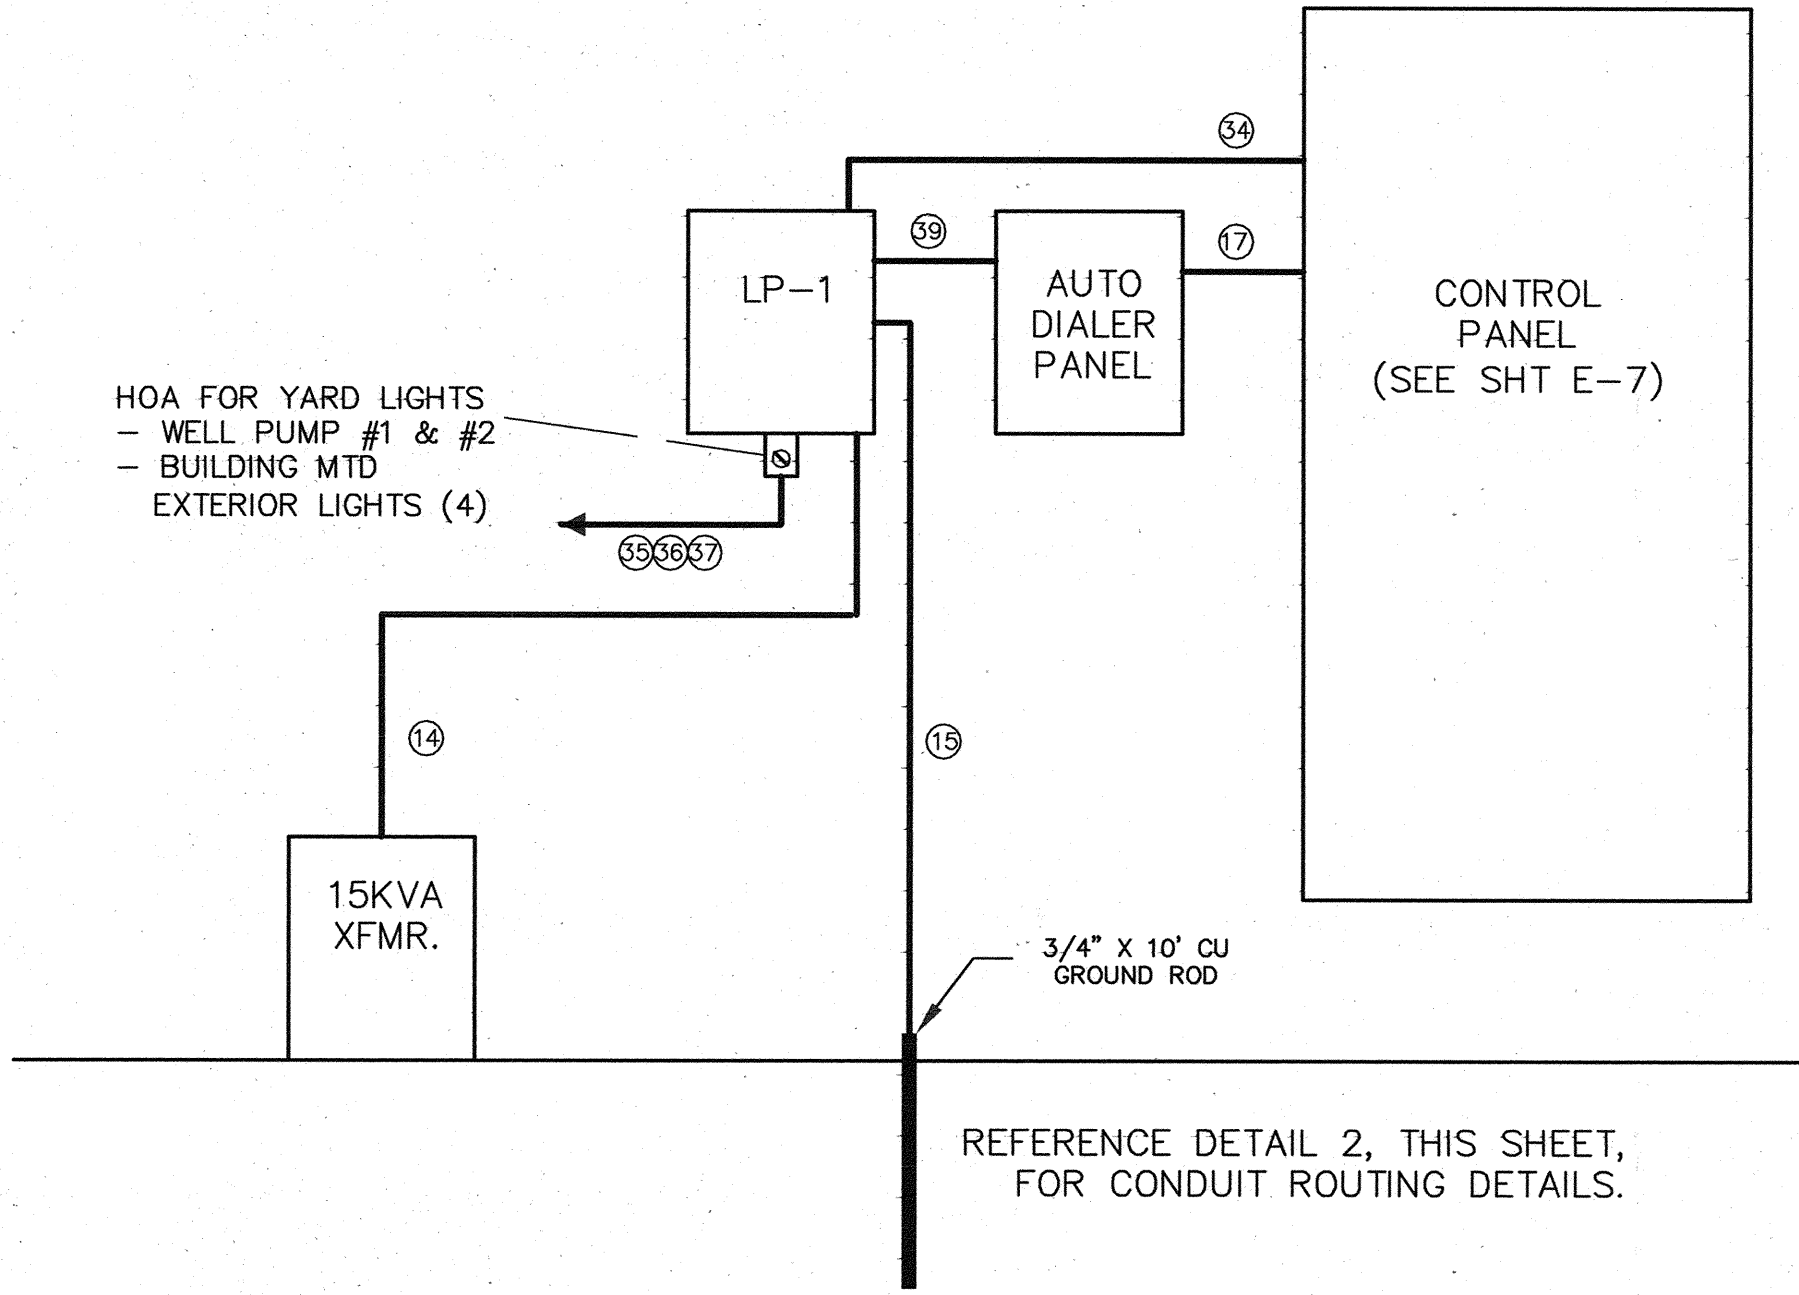 34
39
17
LP-1
AUTO
DIALER
PANEL
CONTROL
PANEL
(SEE SHT E-7)
HOA FOR YARD LIGHTS
- WELL PUMP #1 & #2
- BUILDING MTD
EXTERIOR LIGHTS (4)
35 36 37
14
15
15KVA
XFMR.
3/4" X 10' CU
GROUND ROD
REFERENCE DETAIL 2, THIS SHEET,
FOR CONDUIT ROUTING DETAILS.